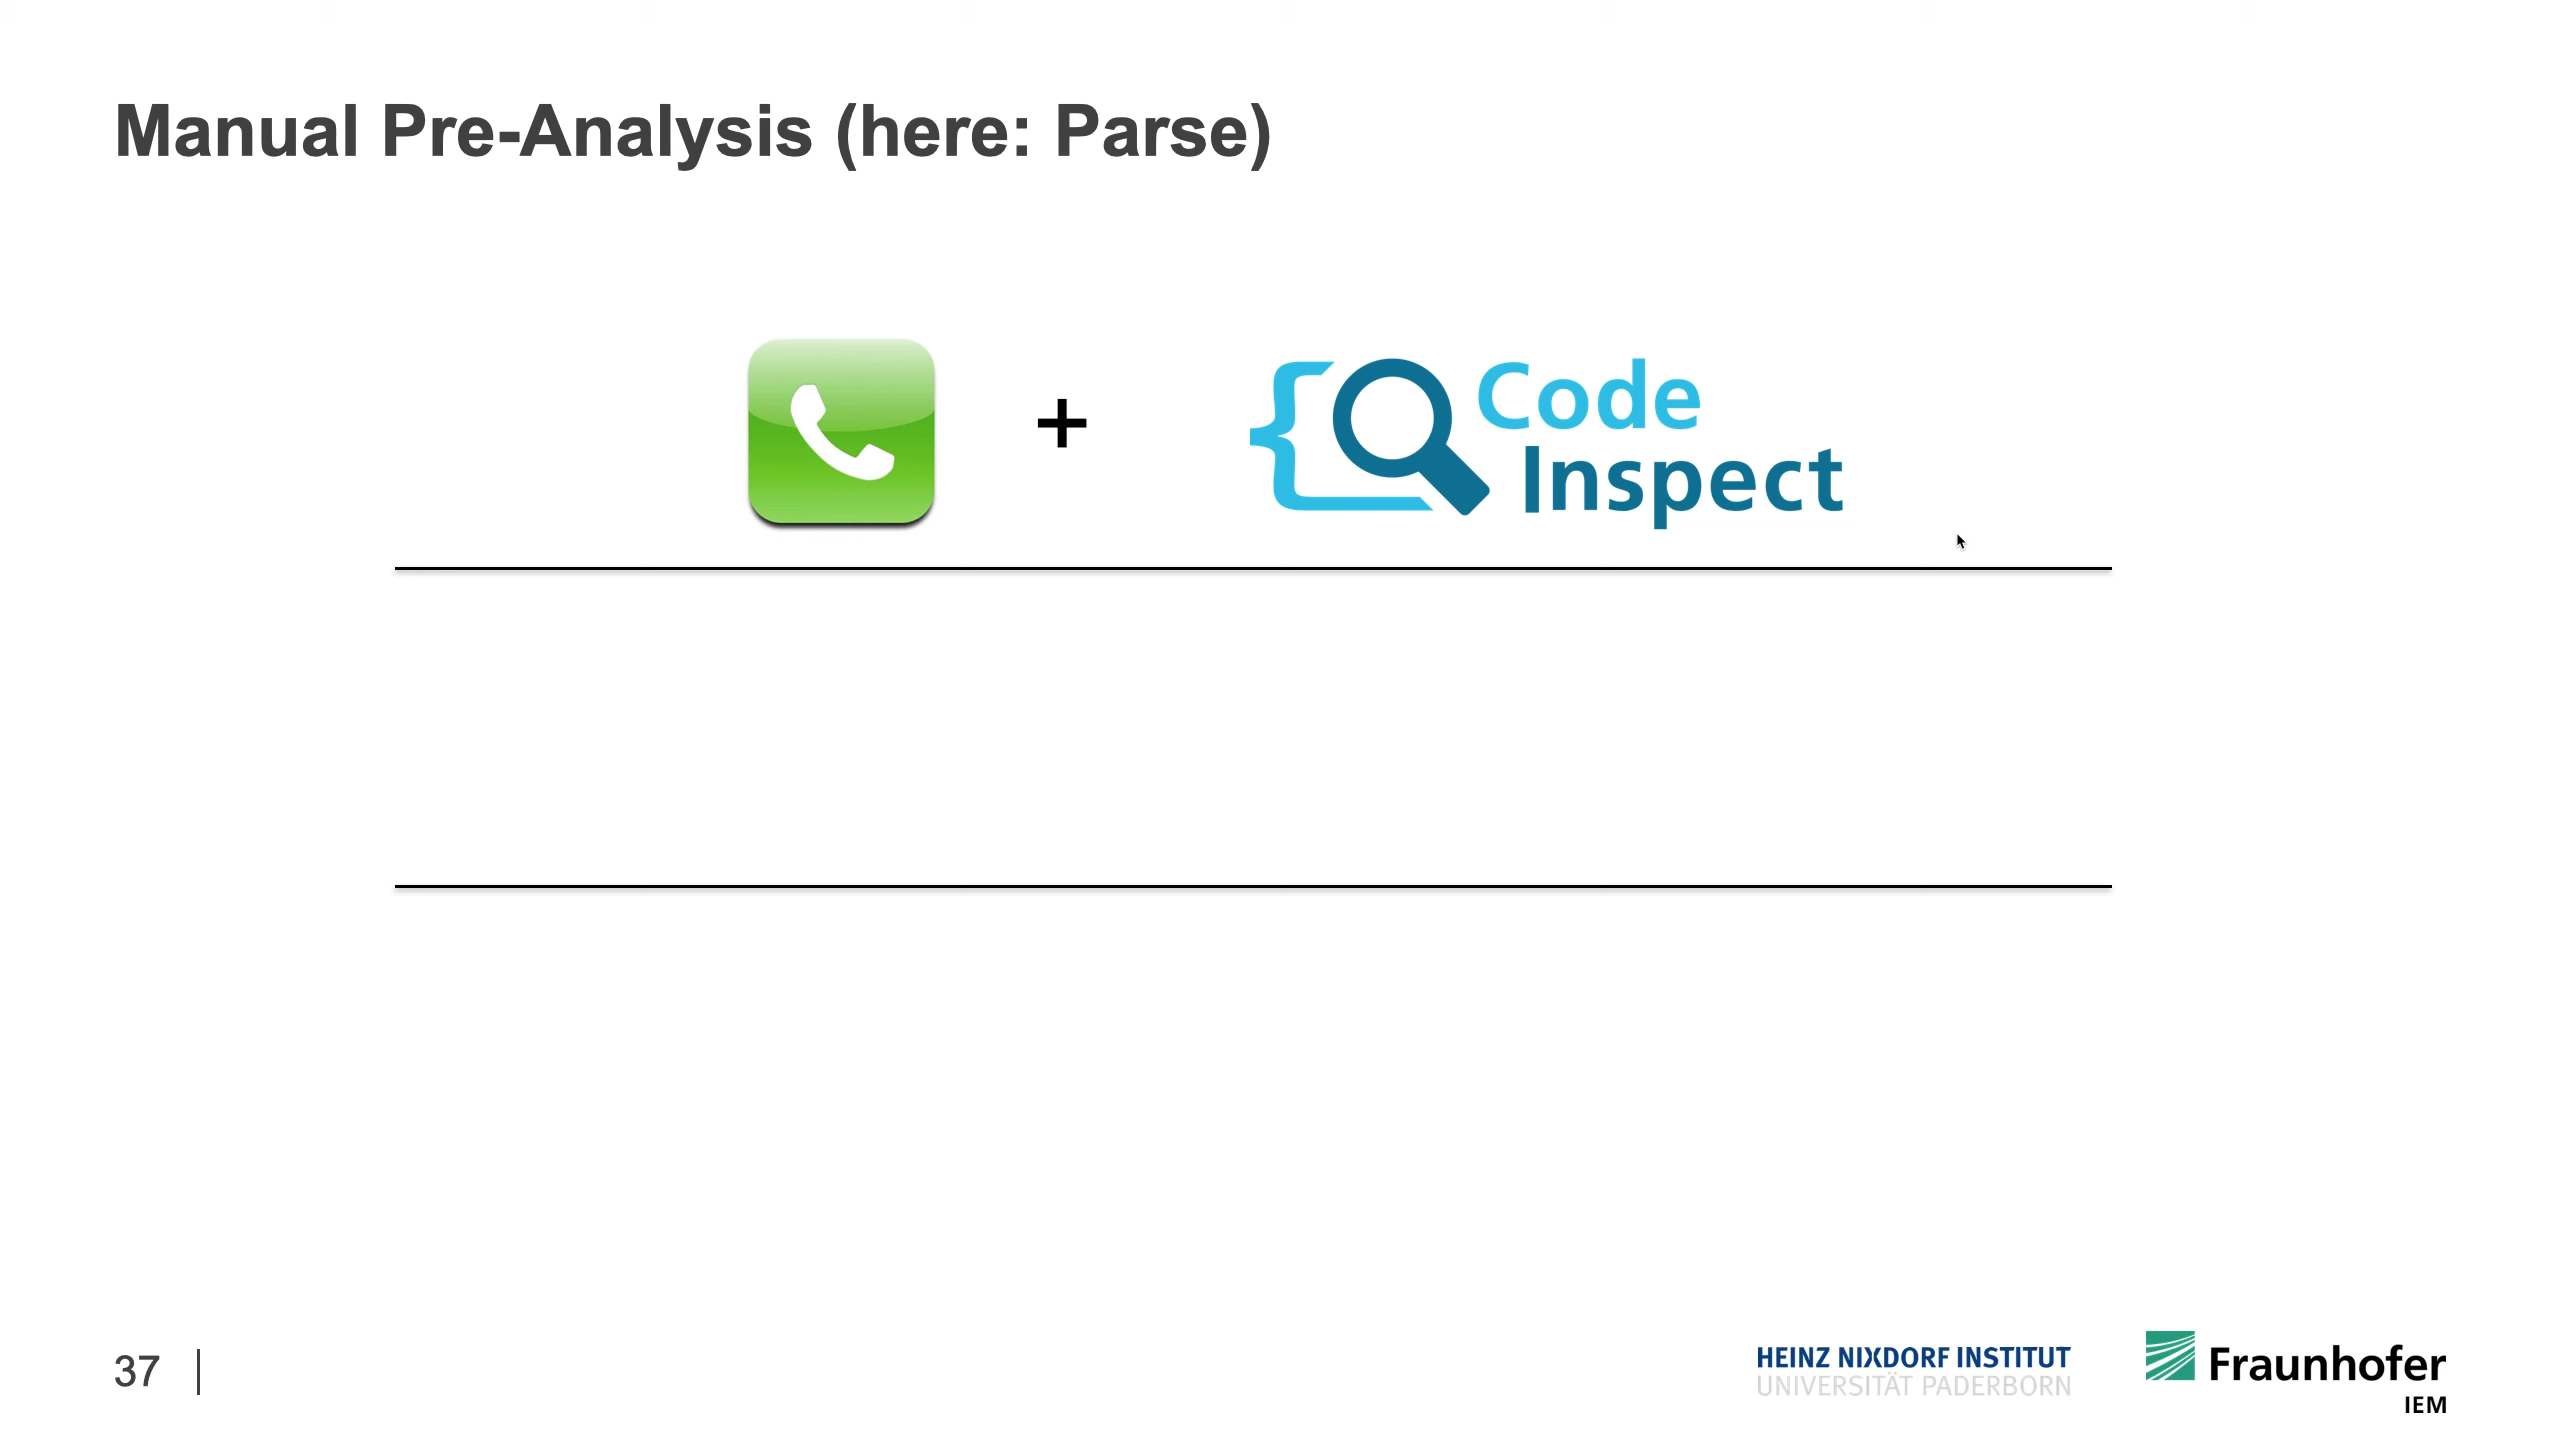 Manual Pre-Analysis (here: Parse)
+
Code
Inspect
37
HEINZ NIXDORF INSTITUT
UNIVERSITÄT PADERBORN
Fraunhofer
IEM